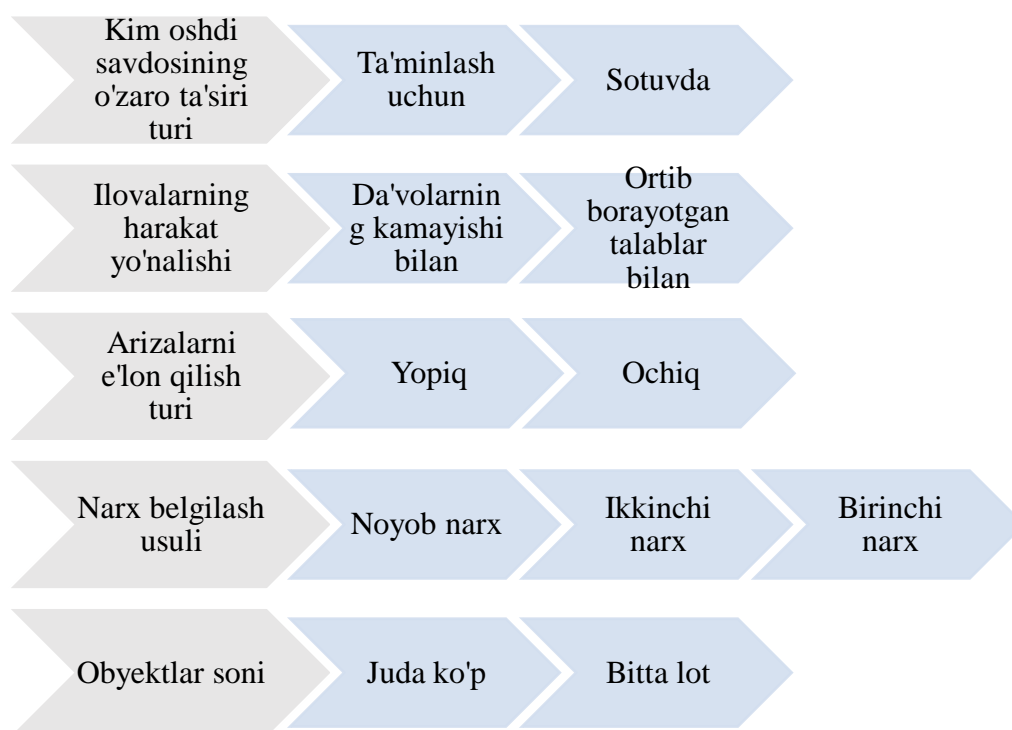 Kim oshdi
savdosining
o'zaro ta'siri
turi
Ta'minlash
uchun
Sotuvda
Ilovalarning
harakat
yo'nalishi
Da'volarnin
g kamayishi
bilan
Ortib
borayotgan
talablar
bilan
Arizalarni
e'lon qilish
turi
Yopiq
Ochiq
Narx belgilash
usuli
Noyob narx
Ikkinchi
narx
Birinchi
narx
Obyektlar soni
Juda ko'p
Bitta lot